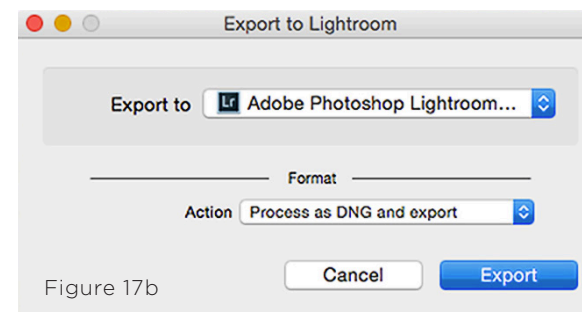 Export to Lightroom
Export to Lr Adobe Photoshop Lightroom...
Format
Action Process as DNG and export
Cancel Export
Figure 17b